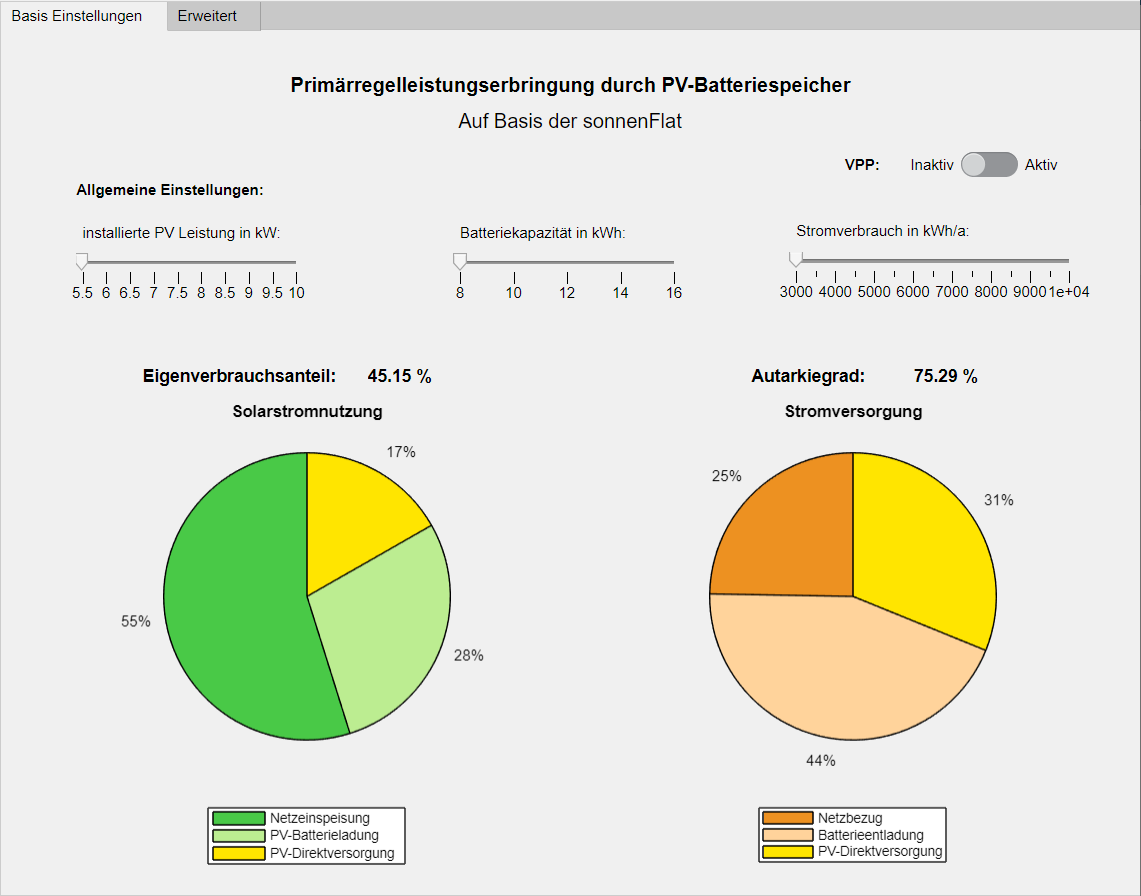 Basis Einstellungen Erweitert
Primärregelleistungserbringung durch PV-Batteriespeicher
Auf Basis der sonnenFlat
VPP: Inaktiv Aktiv
Allgemeine Einstellungen:
installierte PV Leistung in kW: Batteriekapazität in kWh: Stromverbrauch in kWh/a:
5.5 6 6.5 7 7.5 8 8.5 9 9.5 10 8 10 12 14 16 3000 4000 5000 6000 7000 8000 9000 1e+04
Eigenverbrauchsanteil: 45.15 % Autarkiegrad: 75.29 %
Solarstromnutzung Stromversorgung
17%
28%
55%
25%
31%
44%
Netzeinspeisung
PV-Batterieladung
PV-Direktversorgung
Netzbezug
Batterieentladung
PV-Direktversorgung